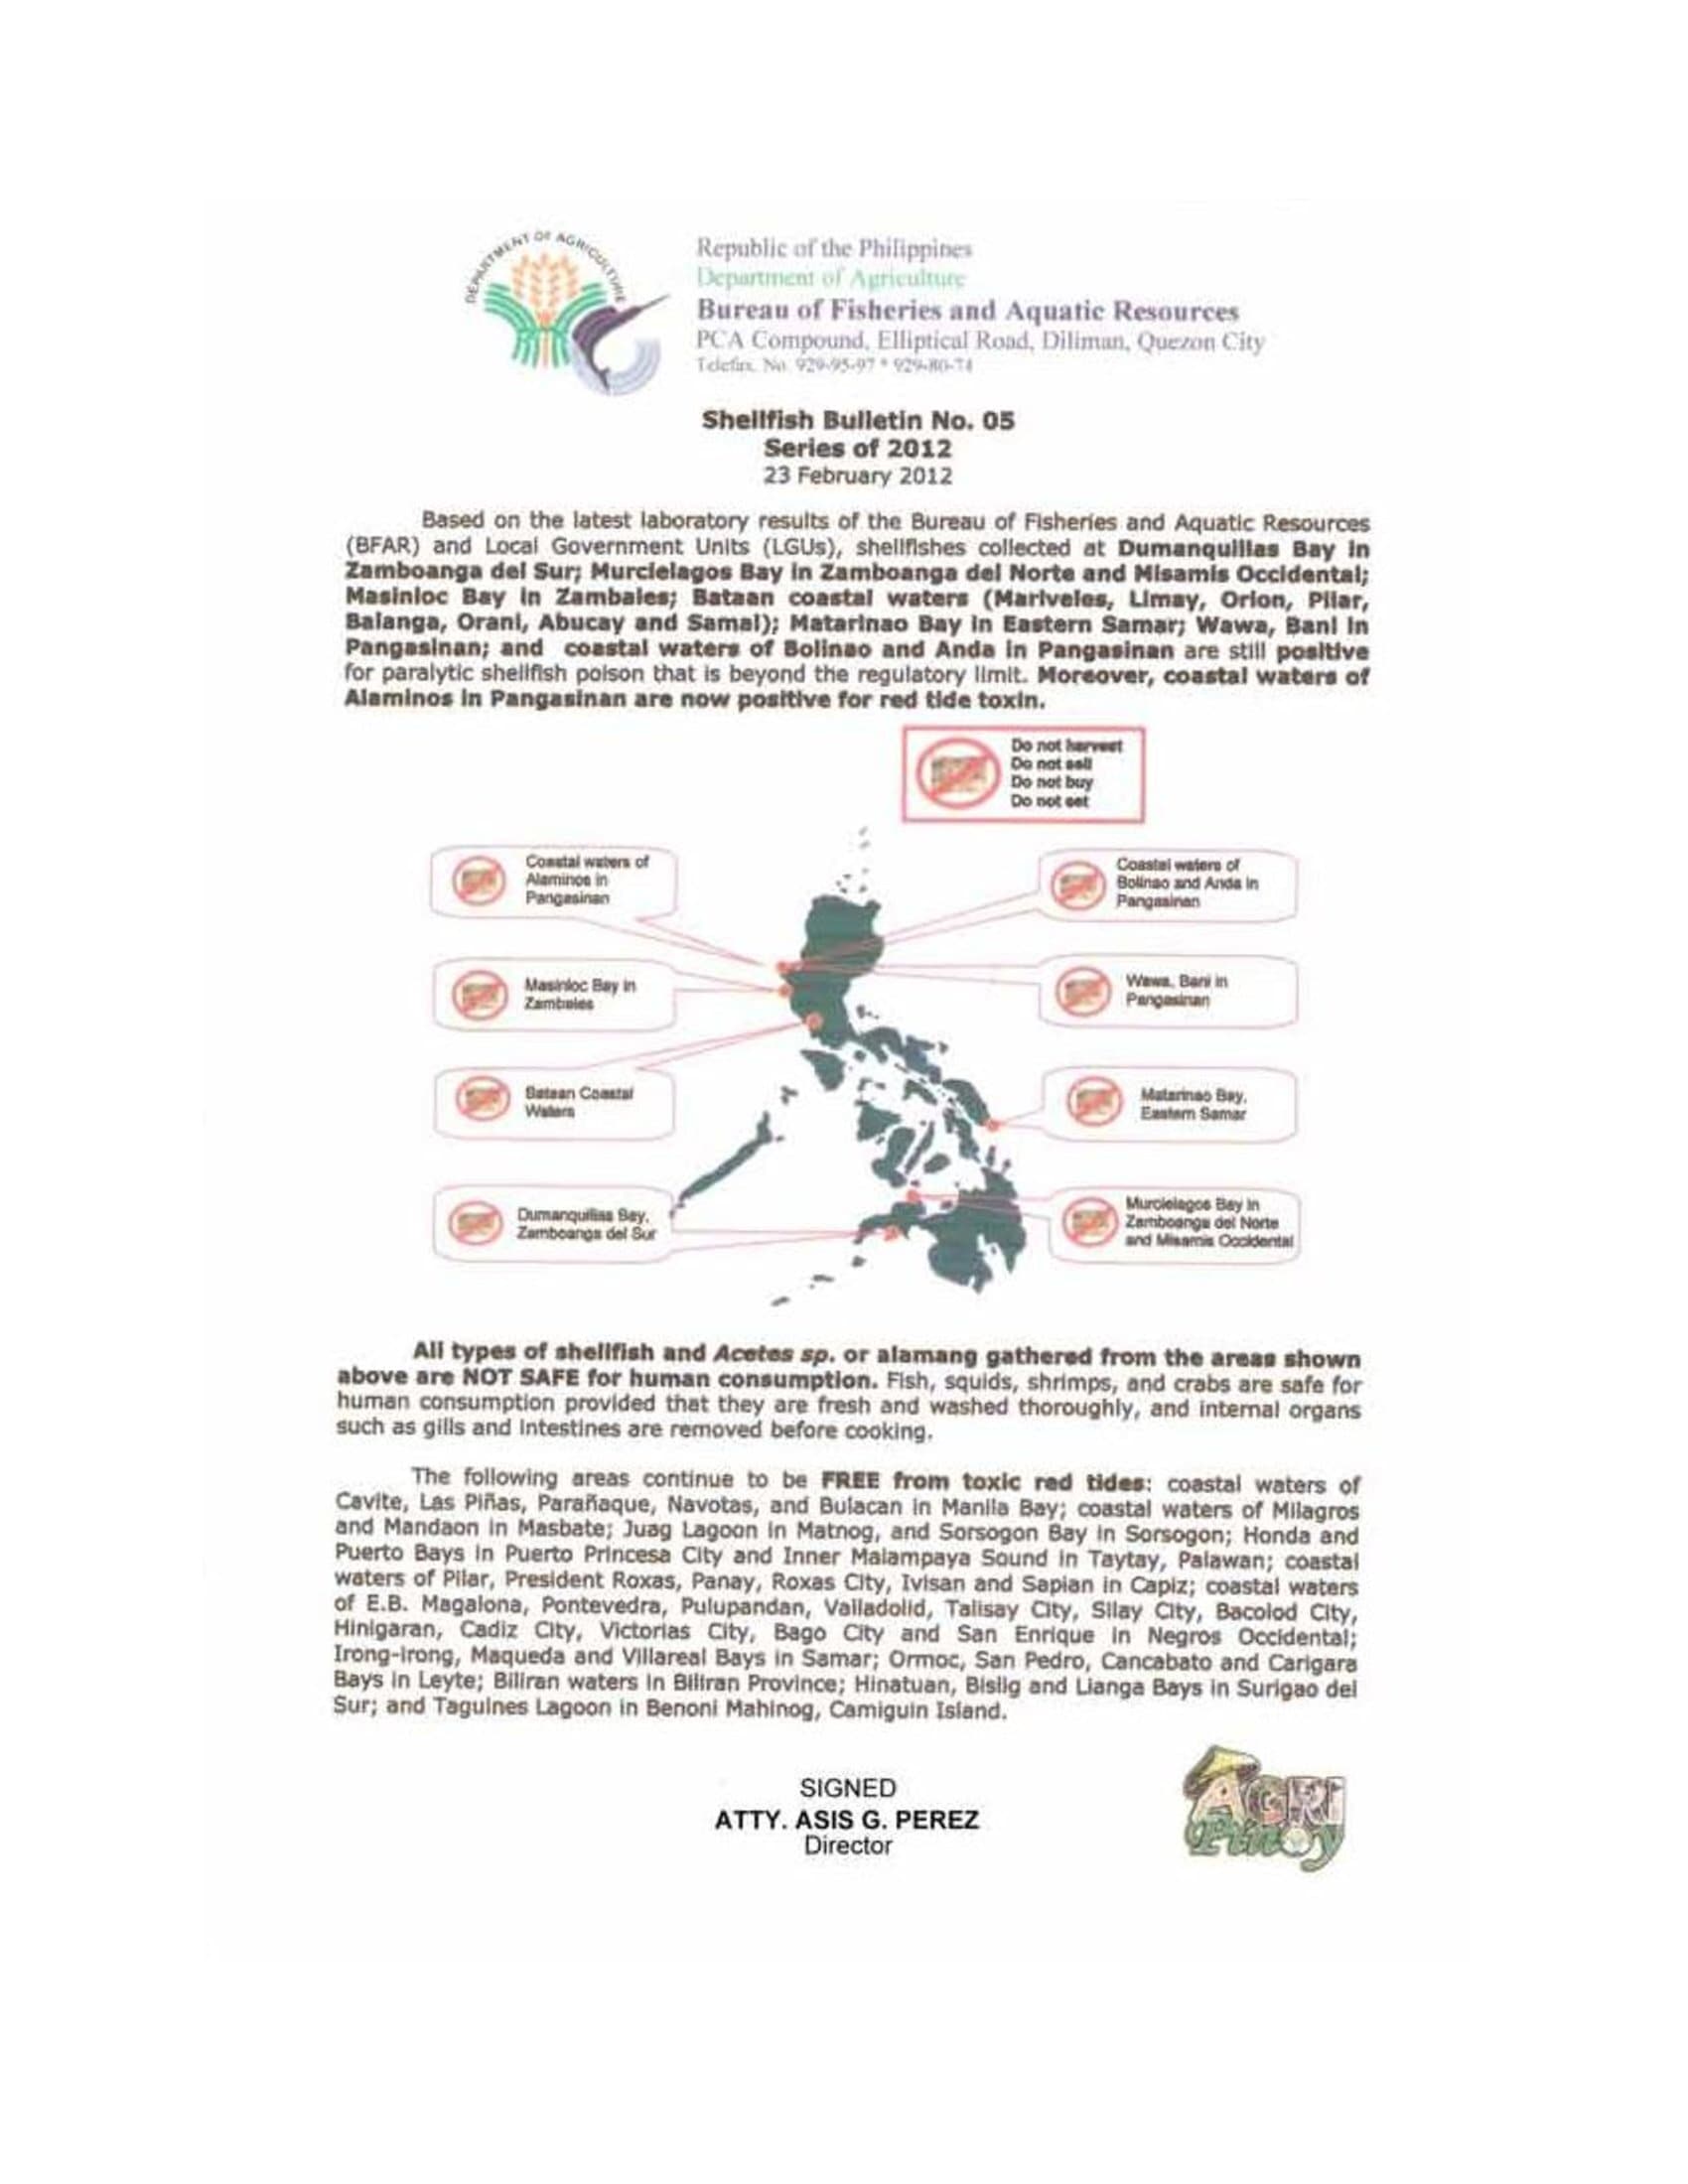 DEPARTMENT OF AGRICULTURE
Republic of the Philippines
Department of Agriculture
Bureau of Fisheries and Aquatic Resources
PCA Compound, Elliptical Road, Diliman, Quezon City
Telefax. No. 929-95-97 * 929-80-74
Shellfish Bulletin No. 05
Series of 2012
23 February 2012
Based on the latest laboratory results of the Bureau of Fisheries and Aquatic Resources
(BFAR) and Local Government Units (LGUs), shellfishes collected at Dumanquillas Bay in
Zamboanga del Sur; Murcielagos Bay in Zamboanga del Norte and Misamis Occidental;
Masinloc Bay in Zambales; Bataan coastal waters (Mariveles, Limay, Orion, Pilar,
Balanga, Orani, Abucay and Samal); Matarinao Bay in Eastern Samar; Wawa, Bani in
Pangasinan; and coastal waters of Bolinao and Anda in Pangasinan are still positive
for paralytic shellfish poison that is beyond the regulatory limit. Moreover, coastal waters of
Alaminos in Pangasinan are now positive for red tide toxin.
Do not harvest
Do not sell
Do not buy
Do not eat
Coastal waters of
Alaminos in
Pangasinan
Coastal waters of
Bolinao and Anda in
Pangasinan
Masinloc Bay in
Zambales
Wawa, Bani in
Pangasinan
Bataan Coastal
Waters
Matarinao Bay,
Eastern Samar
Dumanquillas Bay,
Zamboanga del Sur
Murcielagos Bay in
Zamboanga del Norte
and Misamis Occidental
All types of shellfish and Acetes sp. or alamang gathered from the areas shown
above are NOT SAFE for human consumption. Fish, squids, shrimps, and crabs are safe for
human consumption provided that they are fresh and washed thoroughly, and internal organs
such as gills and intestines are removed before cooking.
The following areas continue to be FREE from toxic red tides: coastal waters of
Cavite, Las Piñas, Parañaque, Navotas, and Bulacan in Manila Bay; coastal waters of Milagros
and Mandaon in Masbate; Juag Lagoon in Matnog, and Sorsogon Bay in Sorsogon; Honda and
Puerto Bays in Puerto Princesa City and Inner Malampaya Sound in Taytay, Palawan; coastal
waters of Pilar, President Roxas, Panay, Roxas City, Ivisan and Sapian in Capiz; coastal waters
of E.B. Magalona, Pontevedra, Pulupandan, Valladolid, Talisay City, Silay City, Bacolod City,
Hinigaran, Cadiz City, Victorias City, Bago City and San Enrique in Negros Occidental;
Irong-irong, Maqueda and Villareal Bays in Samar; Ormoc, San Pedro, Cancabato and Carigara
Bays in Leyte; Biliran waters in Biliran Province; Hinatuan, Bislig and Lianga Bays in Surigao del
Sur; and Taguines Lagoon in Benoni Mahinog, Camiguin Island.
SIGNED
ATTY. ASIS G. PEREZ
Director
AGRI
Pinoy